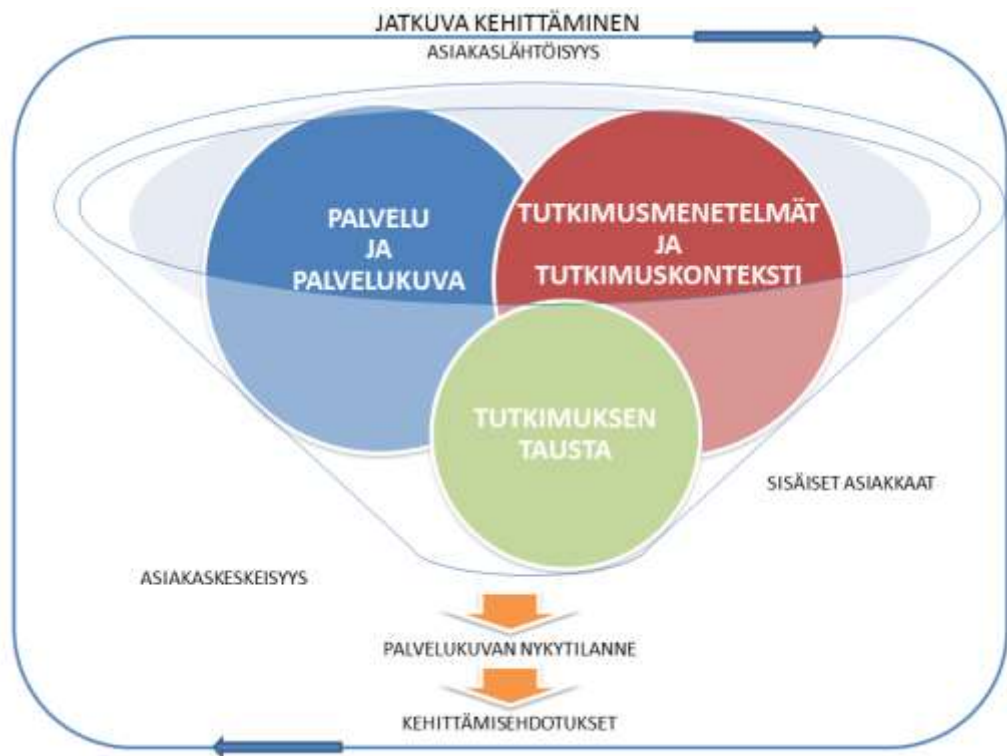 JATKUVA KEHITTÄMINEN
ASIAKASLÄHTÖISYYS
PALVELU
JA
PALVELUKUVA
TUTKIMUSMENETELMÄT
JA
TUTKIMUSKONTEKSTI
TUTKIMUKSEN
TAUSTA
SISÄISET ASIAKKAAT
ASIAKASKESKEISYYS
PALVELUKUVAN NYKYTILANNE
KEHITTÄMISEHDOTUKSET